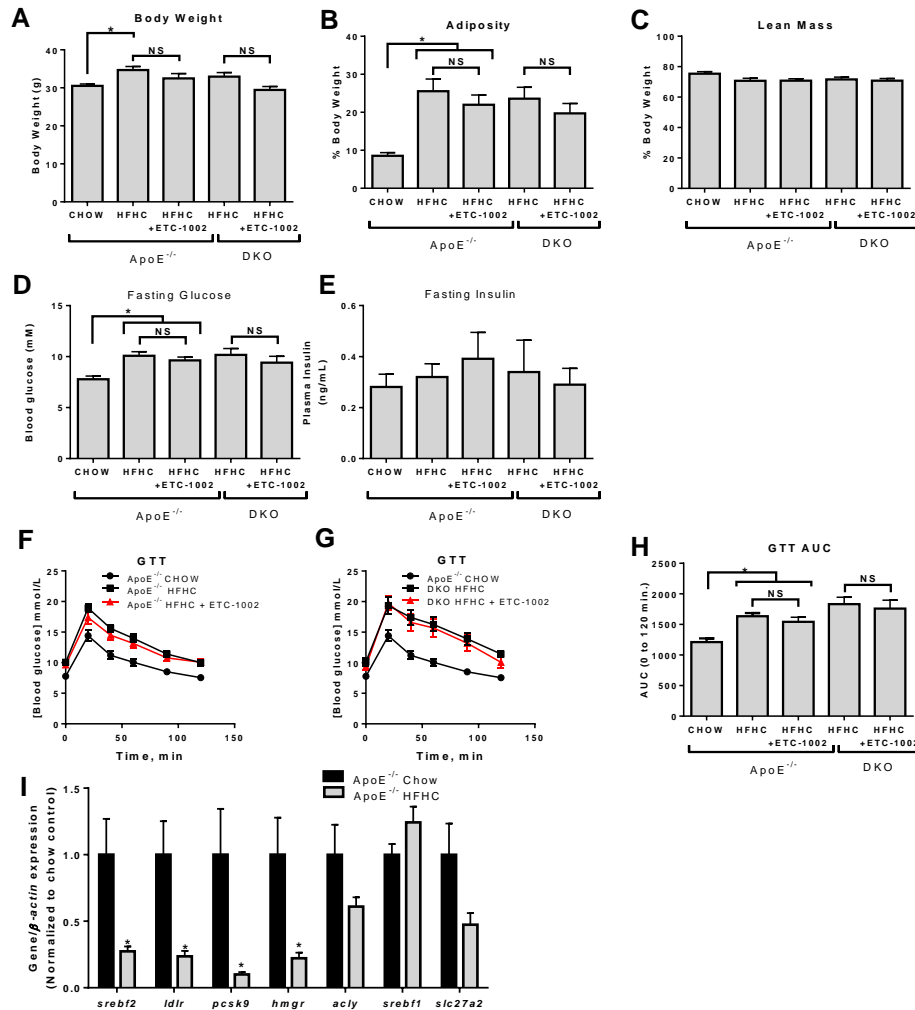 A
Body Weight
Body Weight (g)
40
30
20
10
0
*
NS
NS
CHOW
HFHC
HFHC
+ETC-1002
HFHC
HFHC
+ETC-1002
ApoE-/-
DKO
B
Adiposity
% Body Weight
40
30
20
10
0
*
NS
NS
CHOW
HFHC
HFHC
+ETC-1002
HFHC
HFHC
+ETC-1002
ApoE-/-
DKO
C
Lean Mass
% Body Weight
100
80
60
40
20
0
CHOW
HFHC
HFHC
+ETC-1002
HFHC
HFHC
+ETC-1002
ApoE-/-
DKO
D
Fasting Glucose
Blood glucose (mM)
15
10
5
0
*
NS
NS
CHOW
HFHC
HFHC
+ETC-1002
HFHC
HFHC
+ETC-1002
ApoE-/-
DKO
E
Fasting Insulin
Plasma Insulin
(ng/mL)
0.6
0.4
0.2
0.0
CHOW
HFHC
HFHC
+ETC-1002
HFHC
HFHC
+ETC-1002
ApoE-/-
DKO
F
GTT
ApoE-/- CHOW
ApoE-/- HFHC
ApoE-/- HFHC + ETC-1002
[Blood glucose] mmol/L
25
20
15
10
5
0
0
50
100
150
Time, min
G
GTT
ApoE-/- CHOW
DKO HFHC
DKO HFHC + ETC-1002
[Blood glucose] mmol/L
25
20
15
10
5
0
0
50
100
150
Time, min
H
GTT AUC
AUC (0 to 120 min.)
2500
2000
1500
1000
500
0
*
NS
NS
CHOW
HFHC
HFHC
+ETC-1002
HFHC
HFHC
+ETC-1002
ApoE-/-
DKO
I
ApoE-/- Chow
ApoE-/- HFHC
Gene/β-actin expression
(Normalized to chow control)
1.5
1.0
0.5
0.0
*
*
*
*
srebf2
ldlr
pcsk9
hmgr
acly
srebf1
slc27a2